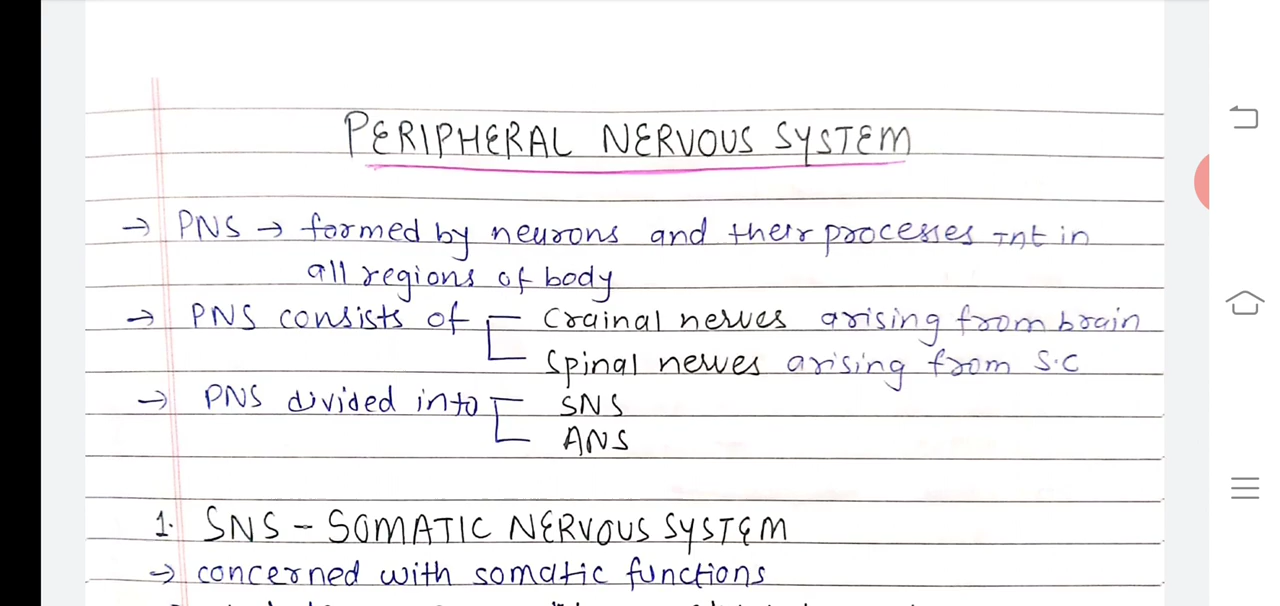 PERIPHERAL NERVOUS SYSTEM
→ PNS → formed by neurons and their processes in
all regions of body
→ PNS consists of Crainal nerves arising from brain
Spinal nerves arising from S.C
→ PNS divided into SNS
ANS
1. SNS - SOMATIC NERVOUS SYSTEM
→ concerned with somatic functions